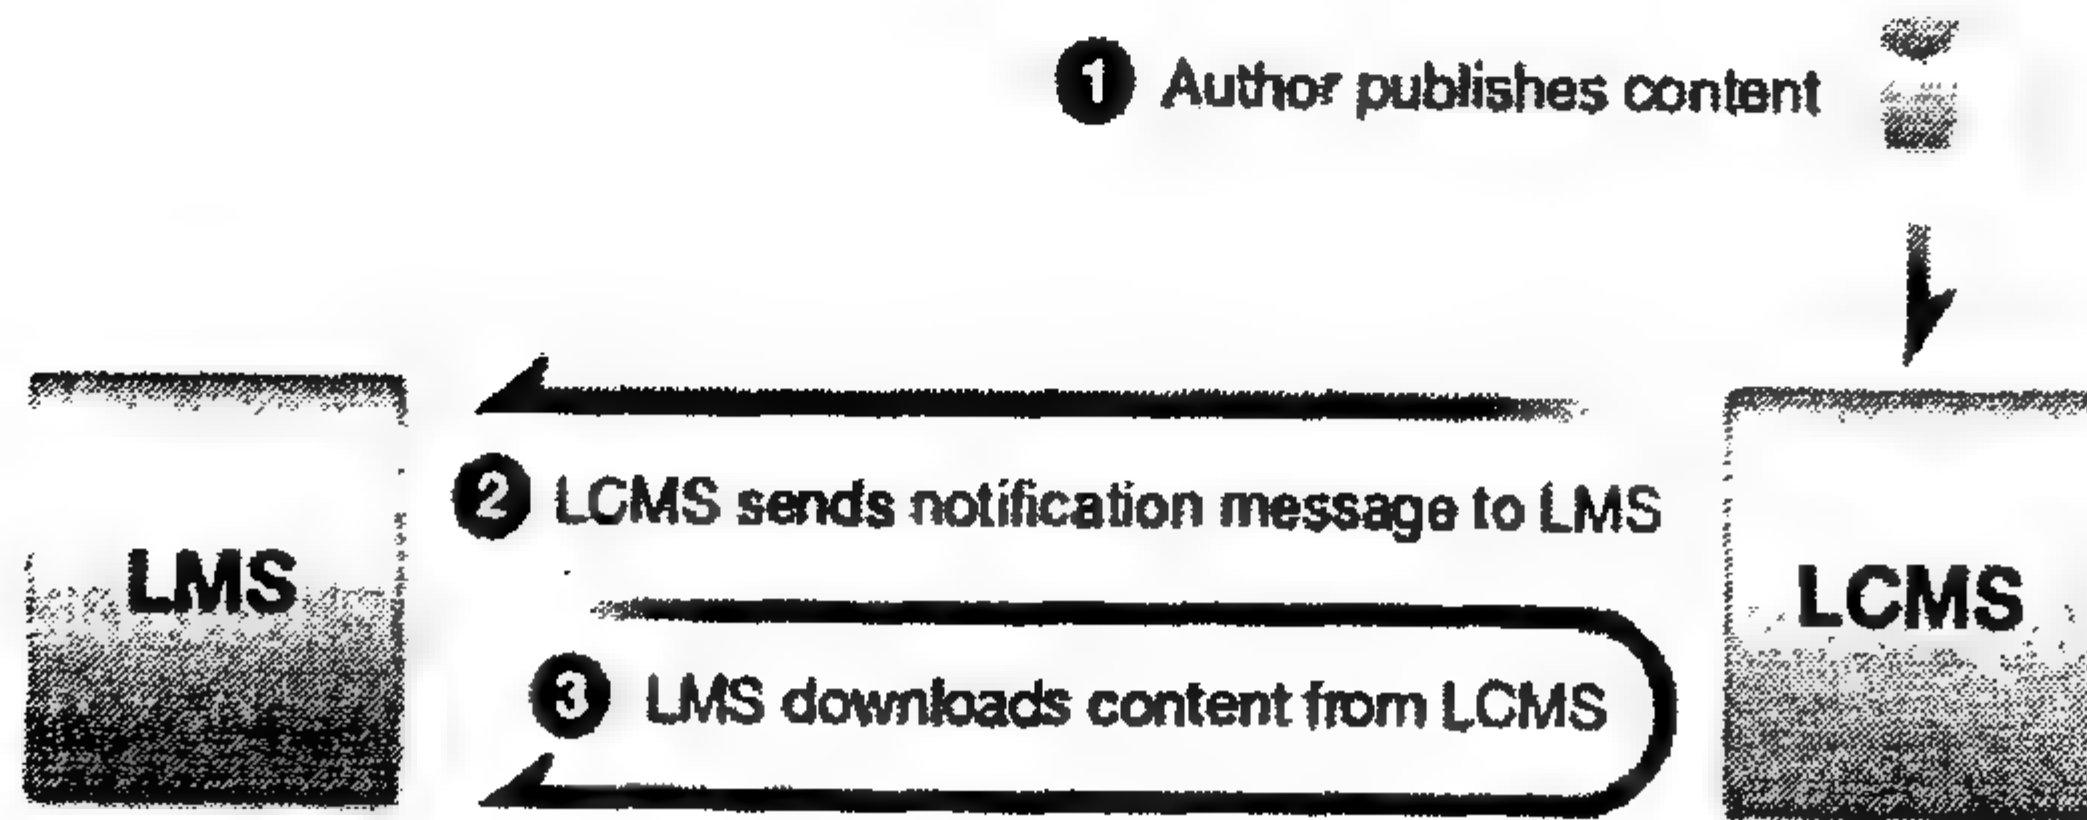 1 Author publishes content
2 LCMS sends notification message to LMS
LMS
LCMS
3 LMS downloads content from LCMS